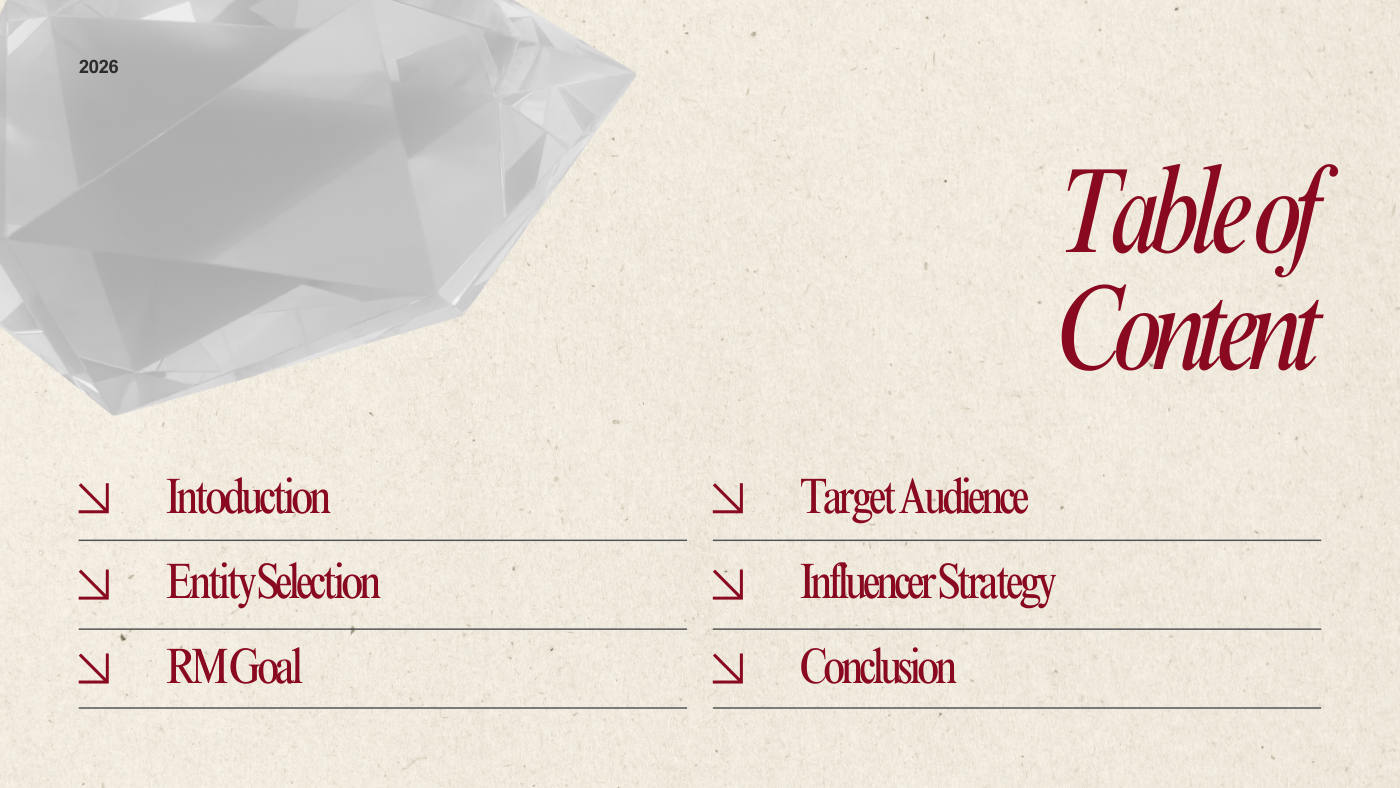 2026
Table of
Content
Intoduction
Entity Selection
RM Goal
Target Audience
Influencer Strategy
Conclusion